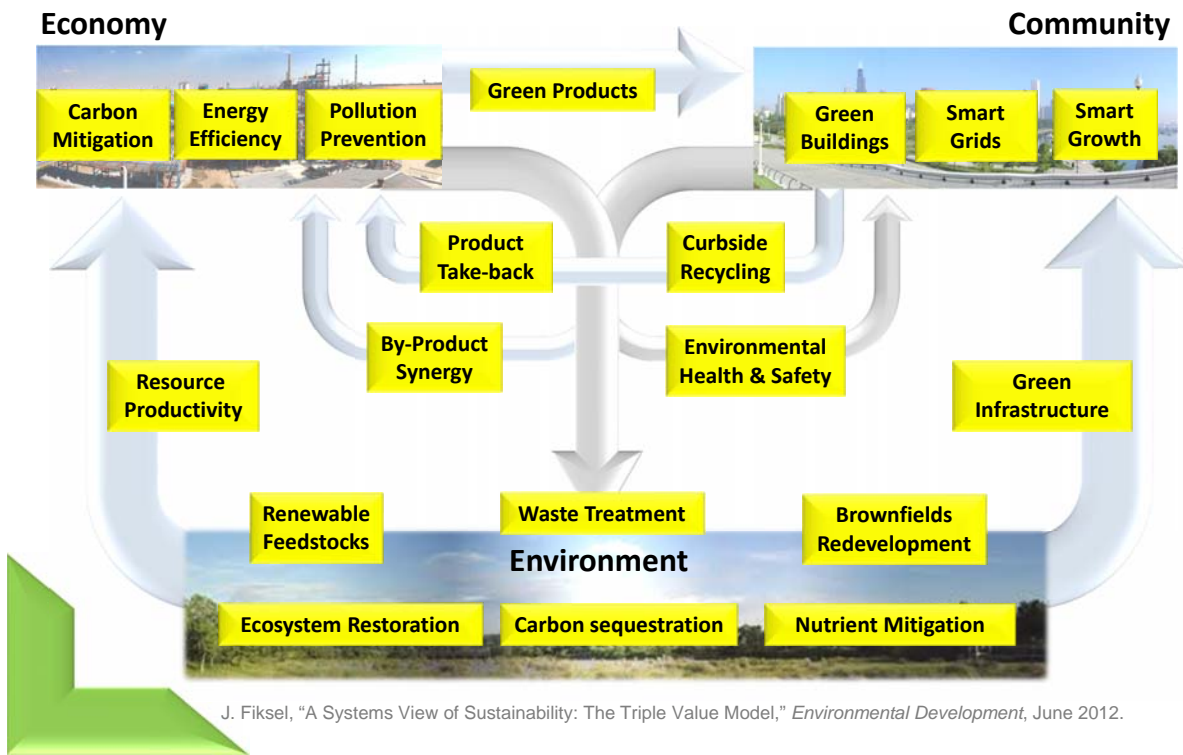 Economy
Community
Carbon
Mitigation
Energy
Efficiency
Pollution
Prevention
Green Products
Green
Buildings
Smart
Grids
Smart
Growth
Product
Take-back
Curbside
Recycling
By-Product
Synergy
Environmental
Health & Safety
Resource
Productivity
Green
Infrastructure
Renewable
Feedstocks
Waste Treatment
Brownfields
Redevelopment
Environment
Ecosystem Restoration
Carbon sequestration
Nutrient Mitigation
J. Fiksel, “A Systems View of Sustainability: The Triple Value Model,” Environmental Development, June 2012.